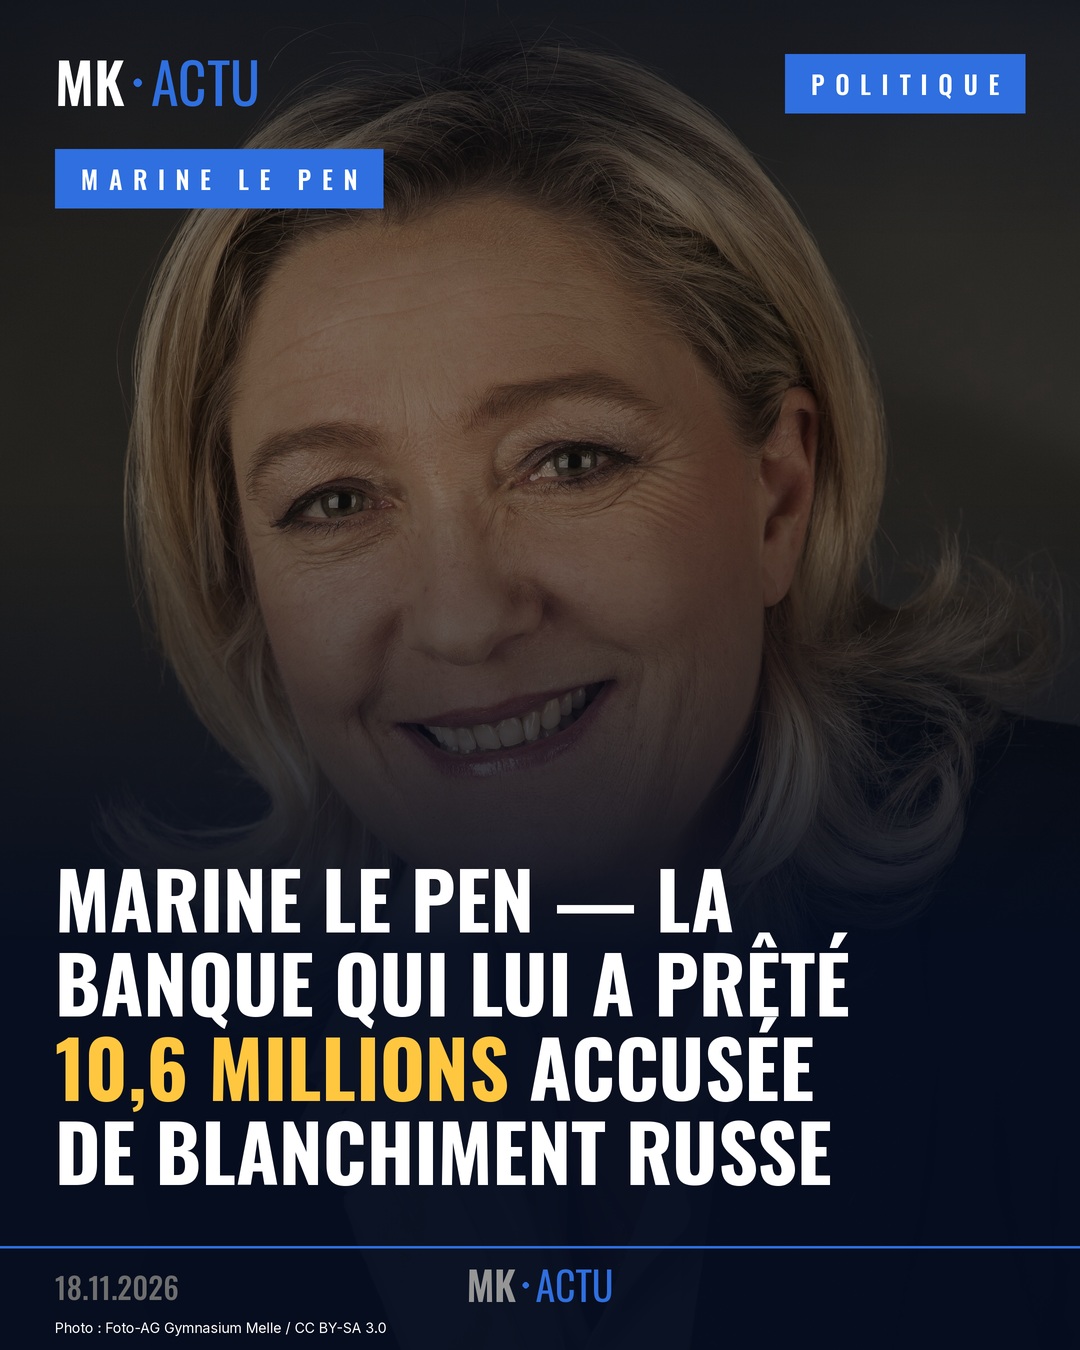 MK·ACTU
POLITIQUE
MARINE LE PEN
MARINE LE PEN — LA
BANQUE QUI LUI A PRÊTÉ
10,6 MILLIONS ACCUSÉE
DE BLANCHIMENT RUSSE
18.11.2026
MK·ACTU
Photo : Foto-AG Gymnasium Melle / CC BY-SA 3.0